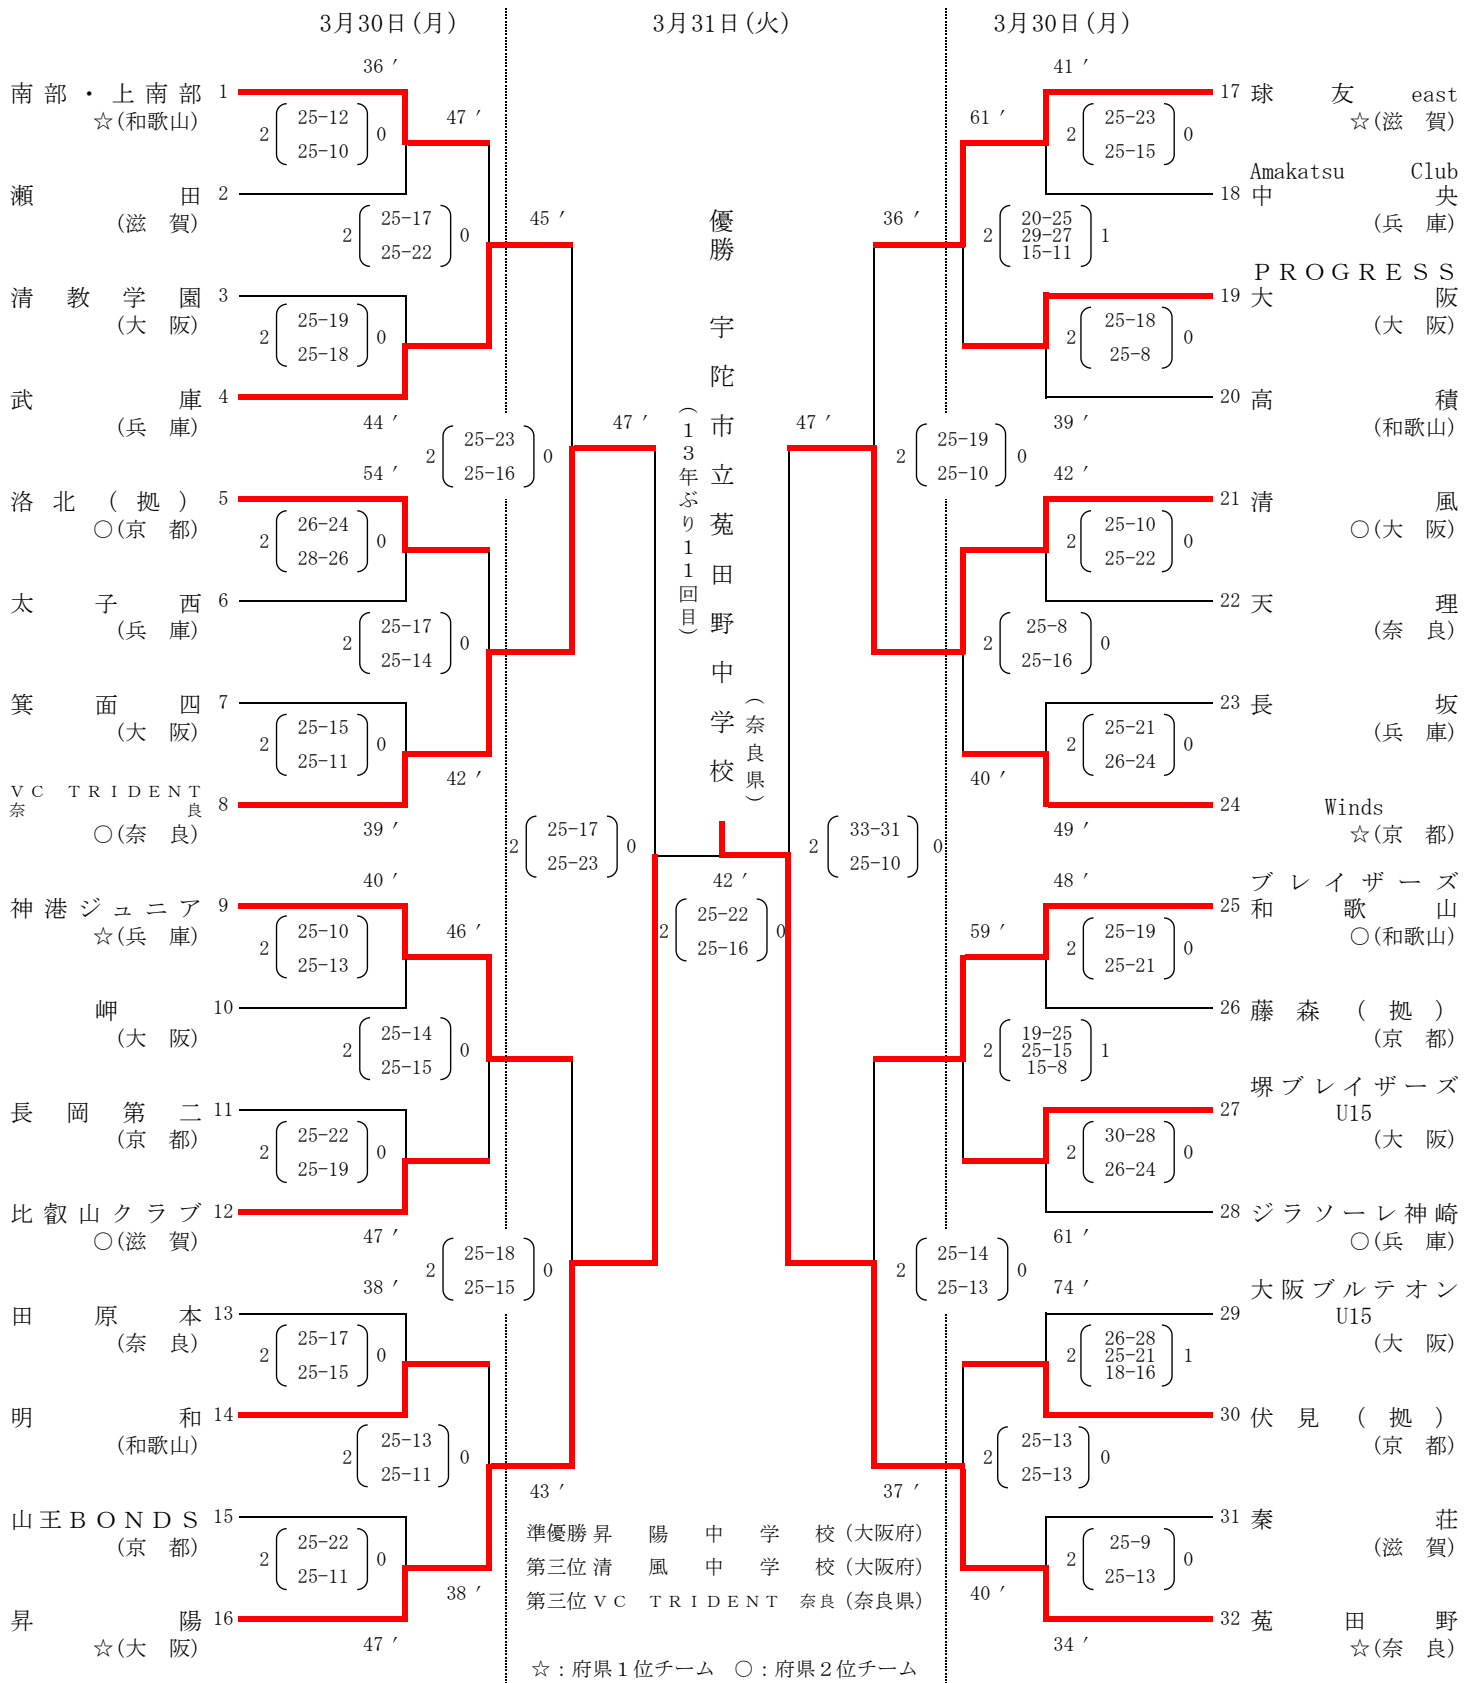 3月30日(月)
3月31日(火)
3月30日(月)
36′
南部・上南部 1
☆(和歌山)
2 25-12 0
25-10
47′
瀬田 2
(滋 賀)
2 25-17 0
25-22
45′
清教学園 3
(大 阪)
2 25-19 0
25-18
武庫 4
(兵 庫)
44′
2 25-23 0
25-16
47′
54′
洛北(拠) 5
○(京 都)
2 26-24 0
28-26
太子西 6
(兵 庫)
2 25-17 0
25-14
箕面四 7
(大 阪)
2 25-15 0
25-11
42′
VC TRIDENT
奈良 8
○(奈 良)
39′
2 25-17 0
25-23
40′
神港ジュニア 9
☆(兵 庫)
2 25-10 0
25-13
46′
岬 10
(大 阪)
2 25-14 0
25-15
長岡第二 11
(京 都)
2 25-22 0
25-19
比叡山クラブ 12
○(滋 賀)
47′
2 25-18 0
25-15
38′
田原本 13
(奈 良)
2 25-17 0
25-15
明和 14
(和歌山)
2 25-13 0
25-11
43′
山王BONDS 15
(京 都)
2 25-22 0
25-11
38′
昇陽 16
☆(大 阪)
47′
優勝 宇陀市立菟田野中学校
(奈良県)
(13年ぶり11回目)
42′
2 25-22 0
25-16
41′
17 球友east
☆(滋 賀)
2 25-23 0
25-15
61′
Amakatsu Club
18 中央
(兵 庫)
2 20-25 1
29-27
15-11
36′
PROGRESS
19 大阪
(大 阪)
2 25-18 0
25-8
20 高積
(和歌山)
39′
2 25-19 0
25-10
47′
42′
21 清風
○(大 阪)
2 25-10 0
25-22
22 天理
(奈 良)
2 25-8 0
25-16
23 長坂
(兵 庫)
2 25-21 0
26-24
40′
24 Winds
☆(京 都)
49′
2 33-31 0
25-10
48′
ブレイザーズ
25 和歌山
○(和歌山)
2 25-19 0
25-21
59′
26 藤森(拠)
(京 都)
2 19-25 1
25-15
15-8
堺ブレイザーズ
27 U15
(大 阪)
2 30-28 0
26-24
28 ジラソーレ神崎
○(兵 庫)
61′
2 25-14 0
25-13
74′
大阪ブルテオン
29 U15
(大 阪)
2 26-28 1
25-21
18-16
30 伏見(拠)
(京 都)
2 25-13 0
25-13
37′
31 秦荘
(滋 賀)
2 25-9 0
25-13
40′
32 菟田野
☆(奈 良)
34′
準優勝 昇陽中学校 (大阪府)
第三位 清風中学校 (大阪府)
第三位 VC TRIDENT 奈良 (奈良県)
☆:府県1位チーム ○:府県2位チーム